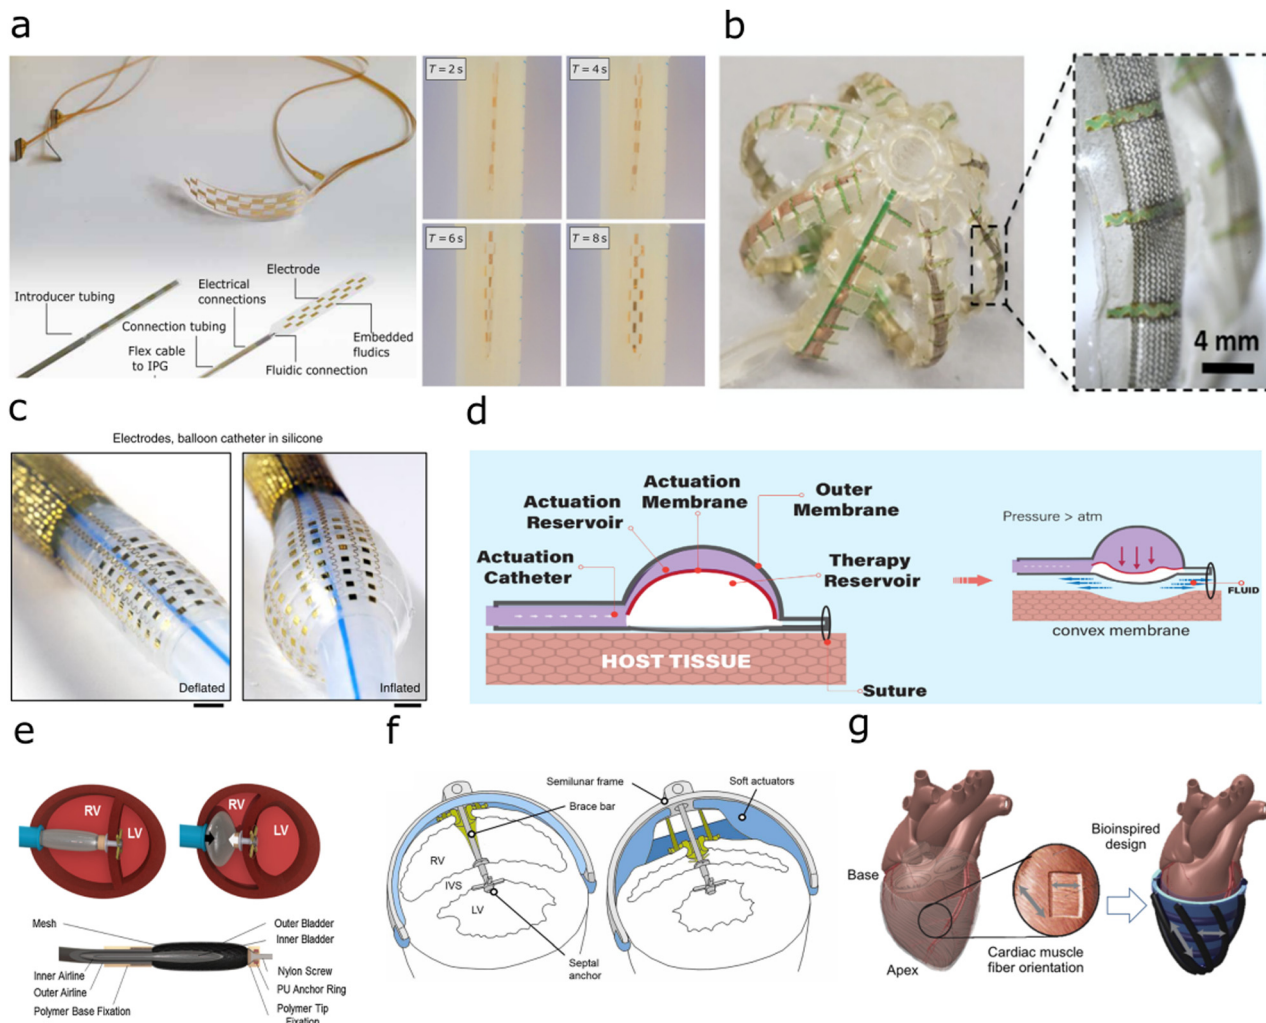 a
T = 2 s
T = 4 s
T = 6 s
T = 8 s
Introducer tubing
Electrical
connections
Electrode
Connection tubing
Flex cable
to IPG
Fluidic connection
Embedded
fludics
b
4 mm
c
Electrodes, balloon catheter in silicone
Deflated
Inflated
d
Actuation
Catheter
Actuation
Reservoir
Actuation
Membrane
Outer
Membrane
Therapy
Reservoir
HOST TISSUE
Suture
Pressure > atm
FLUID
convex membrane
e
RV
LV
RV
LV
Mesh
Outer Bladder
Inner Bladder
Inner Airline
Outer Airline
Polymer Base Fixation
Nylon Screw
PU Anchor Ring
Polymer Tip
Fixation
f
Semilunar frame
Brace bar
Soft actuators
RV
IVS
LV
Septal
anchor
g
Base
Apex
Cardiac muscle
fiber orientation
Bioinspired
design